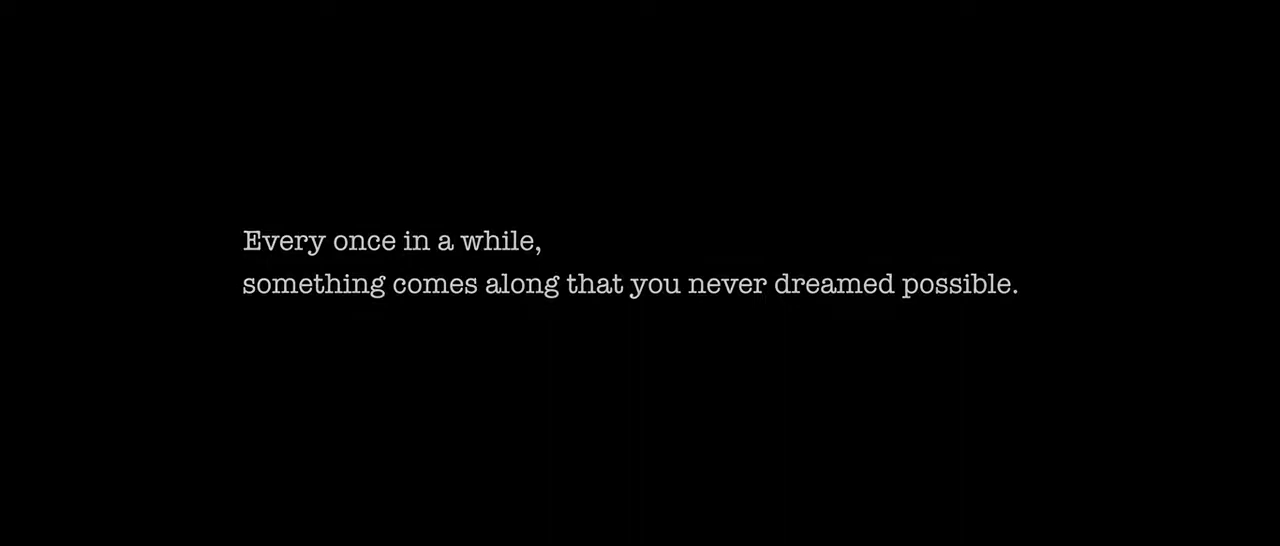 Every once in a while,
something comes along that you never dreamed possible.